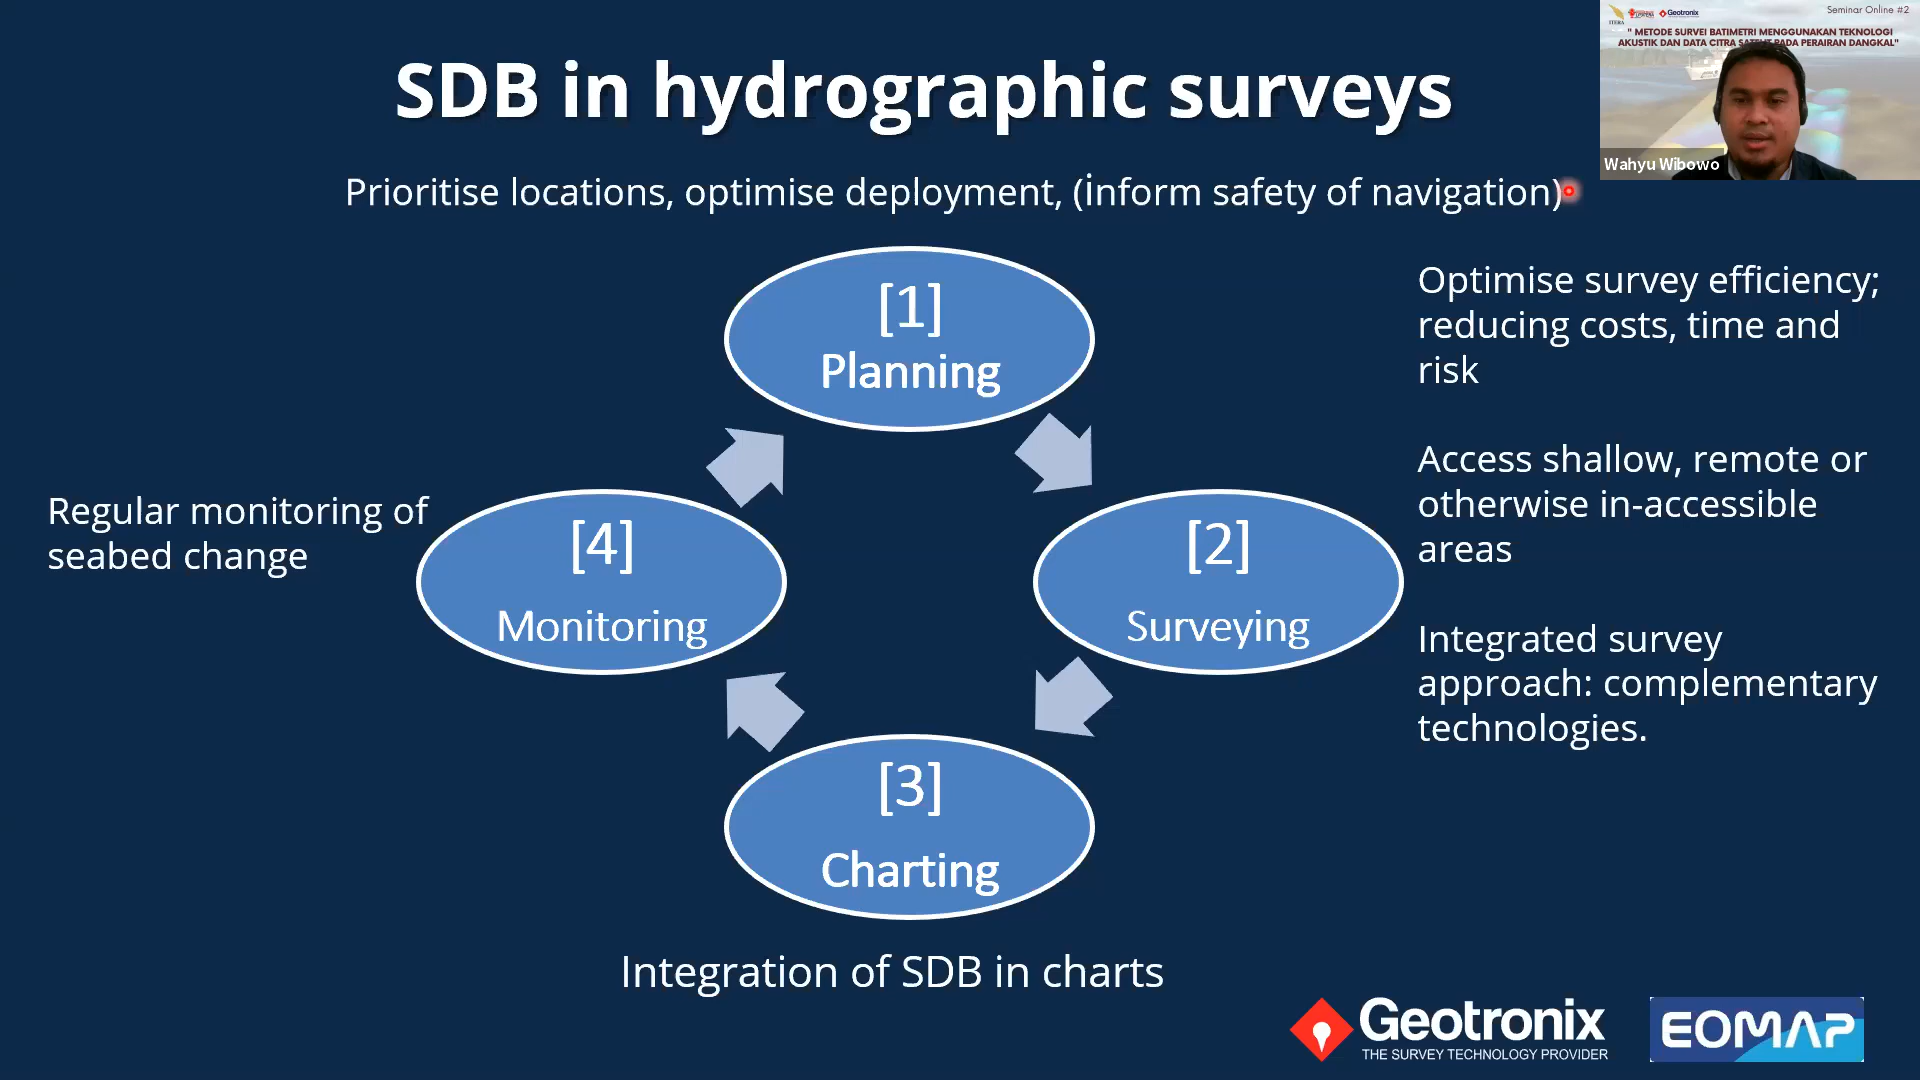 SDB in hydrographic surveys
Prioritise locations, optimise deployment, (inform safety of navigation)
[1]
Planning
Optimise survey efficiency;
reducing costs, time and
risk
Access shallow, remote or
otherwise in-accessible
areas
Integrated survey
approach: complementary
technologies.
[2]
Surveying
[3]
Charting
Integration of SDB in charts
[4]
Monitoring
Regular monitoring of
seabed change
Geotronix
THE SURVEY TECHNOLOGY PROVIDER
EOMAP
Geotronix
Seminar Online #2
" METODE SURVEI BATIMETRI MENGGUNAKAN TEKNOLOGI
AKUSTIK DAN DATA CITRA PADA PERAIRAN DANGKAL"
Wahyu Wibowo